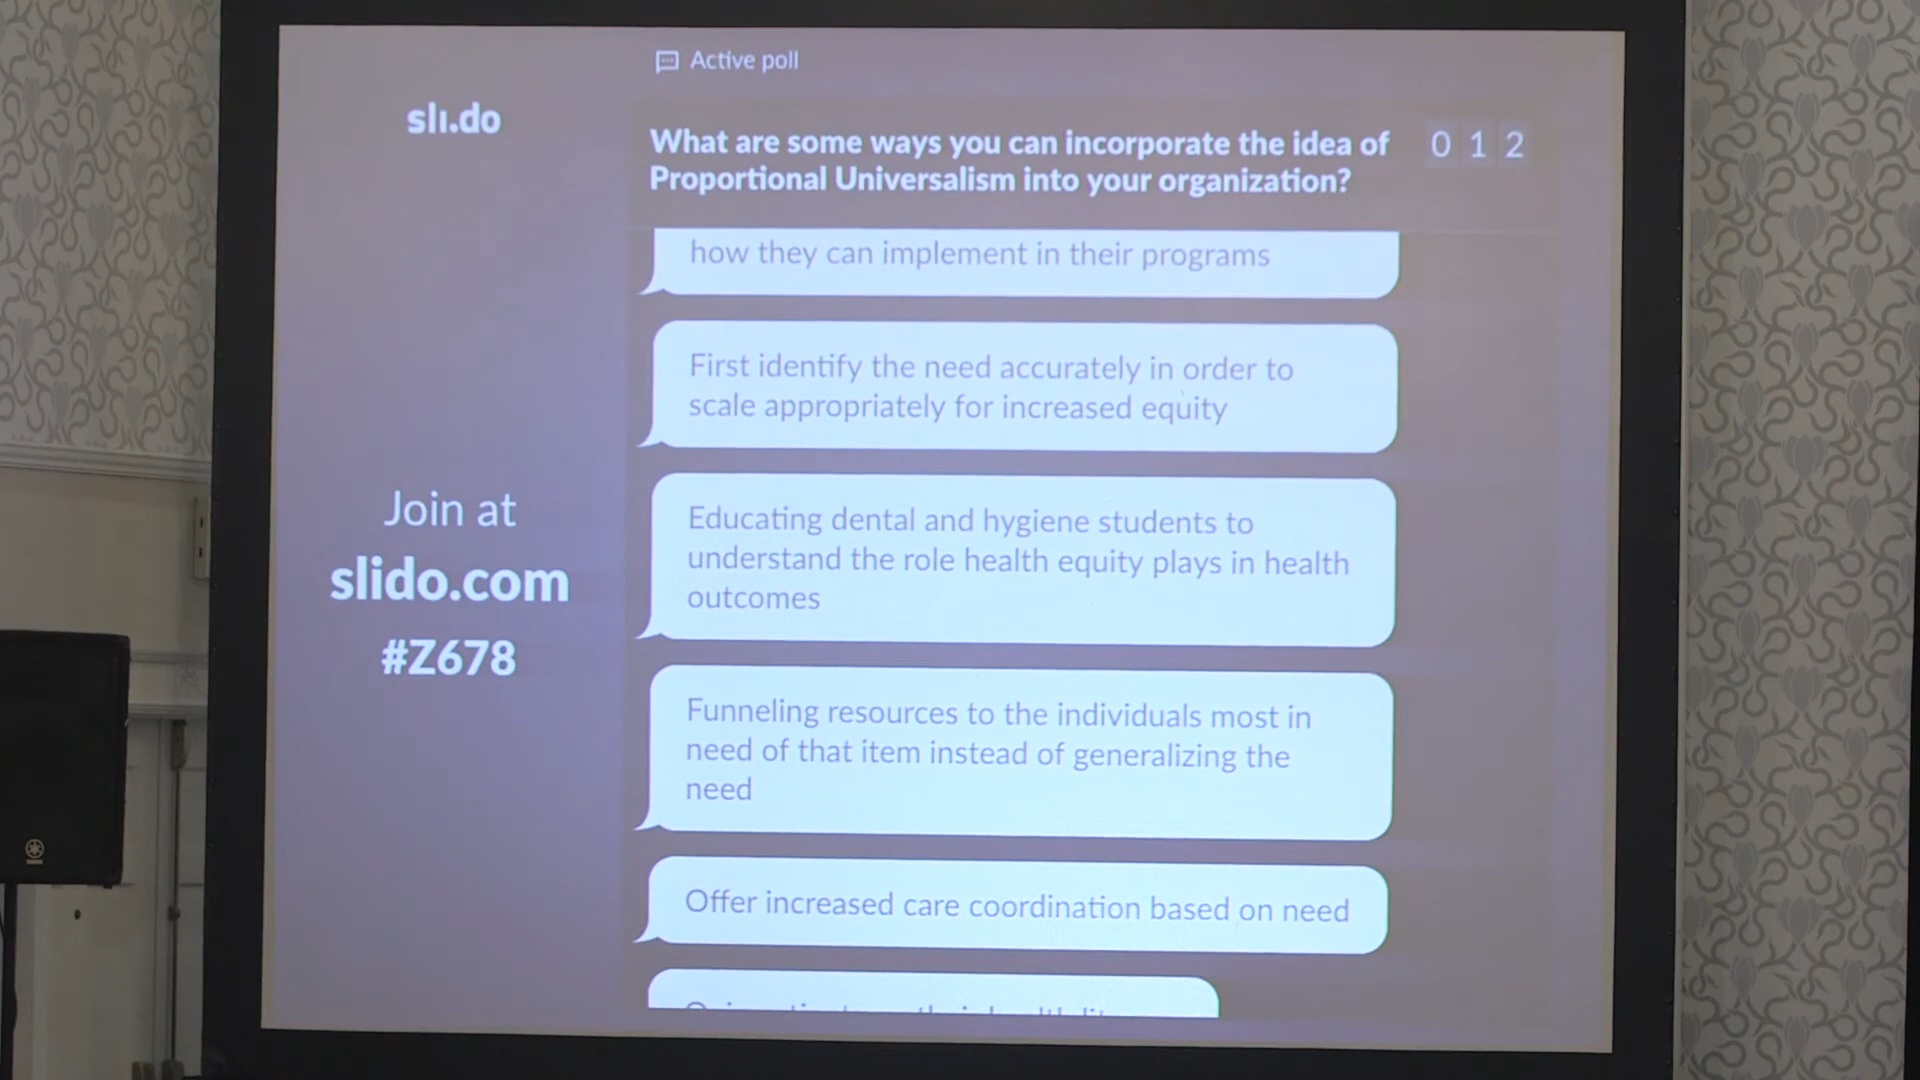 Active poll
sli.do
What are some ways you can incorporate the idea of
Proportional Universalism into your organization?
0 1 2
how they can implement in their programs
First identify the need accurately in order to
scale appropriately for increased equity
Educating dental and hygiene students to
understand the role health equity plays in health
outcomes
Funneling resources to the individuals most in
need of that item instead of generalizing the
need
Offer increased care coordination based on need
Join at
slido.com
#Z678